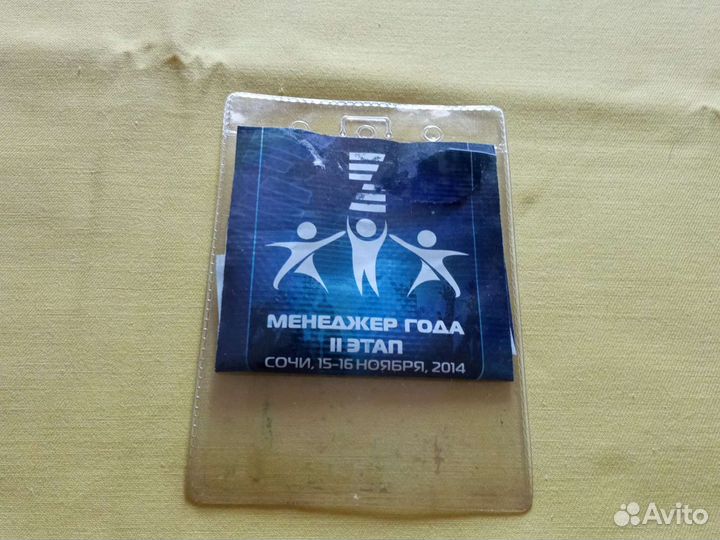 МЕНЕДЖЕР ГОДА
II ЭТАП
СОЧИ, 15-16 НОЯБРЯ, 2014
Avito